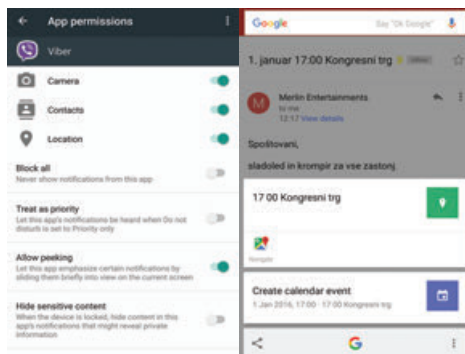 App permissions
Viber
Camera
Contacts
Location
Block all
Never show notifications from this app
Treat as priority
Let this app's notifications be heard when Do not
disturb is set to Priority only
Allow peeking
Let this app emphasize certain notifications by
sliding them briefly into view on the current screen
Hide sensitive content
When the device is locked, hide content in this
app's notifications that might reveal private
information
Google
Say "Ok Google"
1. januar 17:00 Kongresni trg
M
Merlin Entertainments
to me
12:17 View details
Spoštovani,
sladoled in krompir za vse zastonj.
17 00 Kongresni trg
Navigate
Create calendar event
1 Jan 2016, 17:00 - 17 00 Kongresni trg
G